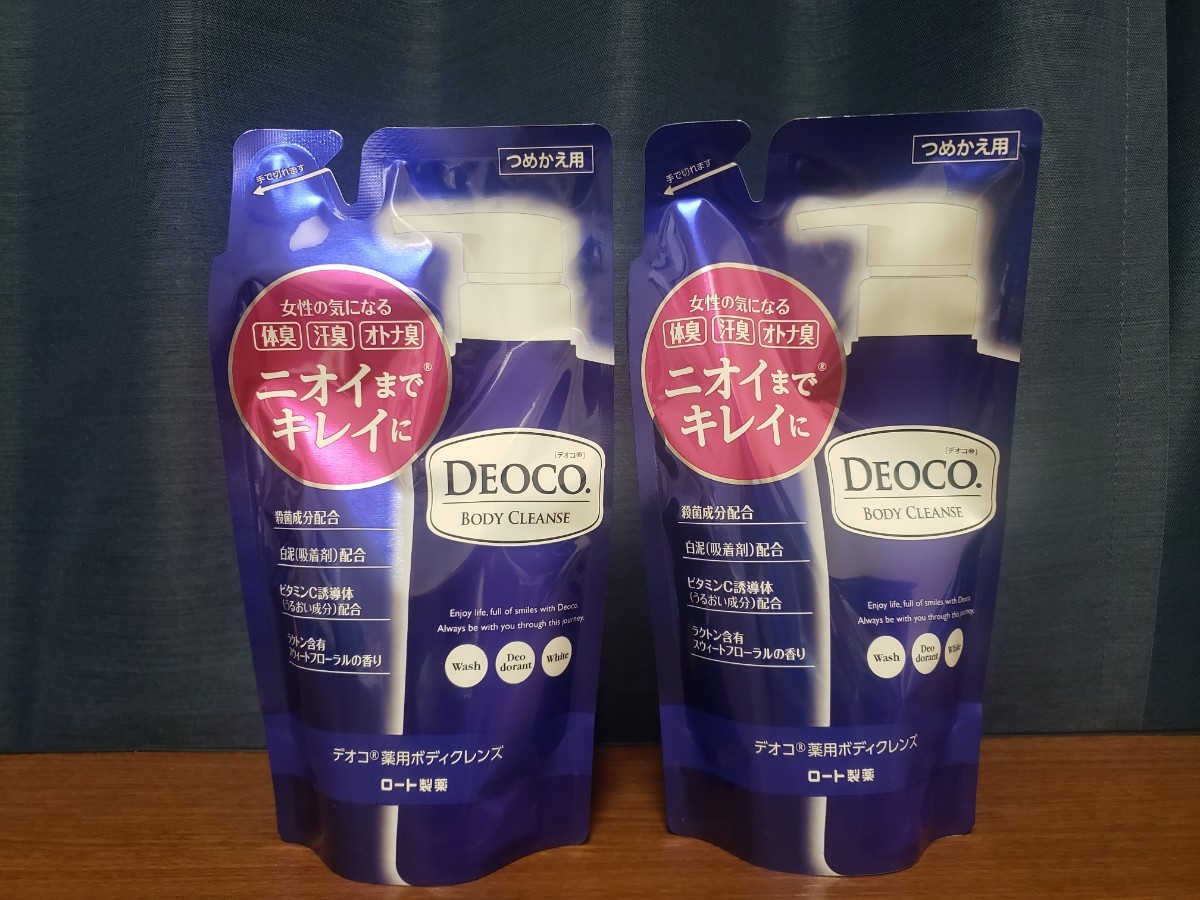 手で切れます
つめかえ用
女性の気になる
体臭 汗臭 オトナ臭
ニオイまで®
キレイに
[デオコ®]
DEOCO.
BODY CLEANSE
殺菌成分配合
白泥(吸着剤)配合
ビタミンC誘導体
(うるおい成分)配合
ラクトン含有
スウィートフローラルの香り
Enjoy life, full of smiles with Deoco.
Always be with you through this journey.
Wash
Deo
dorant
White
デオコ®薬用ボディクレンズ
ロート製薬
手で切れます
つめかえ用
女性の気になる
体臭 汗臭 オトナ臭
ニオイまで®
キレイに
[デオコ®]
DEOCO.
BODY CLEANSE
殺菌成分配合
白泥(吸着剤)配合
ビタミンC誘導体
(うるおい成分)配合
ラクトン含有
スウィートフローラルの香り
Enjoy life, full of smiles with Deoco.
Always be with you through this journey.
Wash
Deo
dorant
White
デオコ®薬用ボディクレンズ
ロート製薬